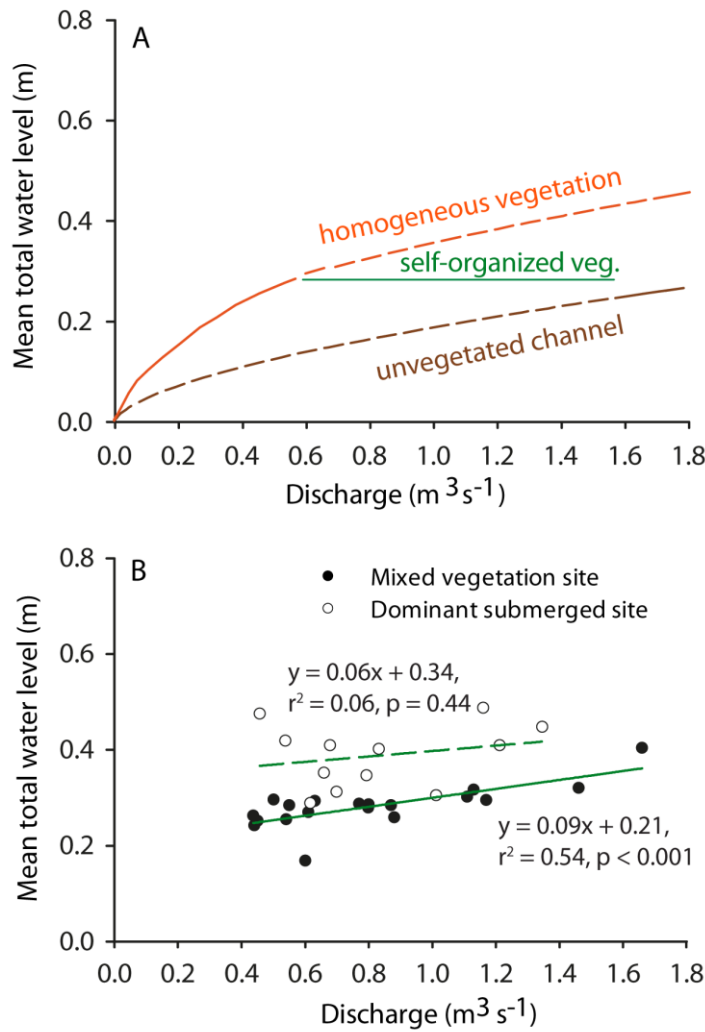 A
Mean total water level (m)
0.8
0.6
0.4
0.2
0.0
homogeneous vegetation
self-organized veg.
unvegetated channel
0.0 0.2 0.4 0.6 0.8 1.0 1.2 1.4 1.6 1.8
Discharge (m³s⁻¹)
B
Mean total water level (m)
0.8
0.6
0.4
0.2
0.0
Mixed vegetation site
Dominant submerged site
y = 0.06x + 0.34,
r² = 0.06, p = 0.44
y = 0.09x + 0.21,
r² = 0.54, p < 0.001
0.0 0.2 0.4 0.6 0.8 1.0 1.2 1.4 1.6 1.8
Discharge (m³ s⁻¹)